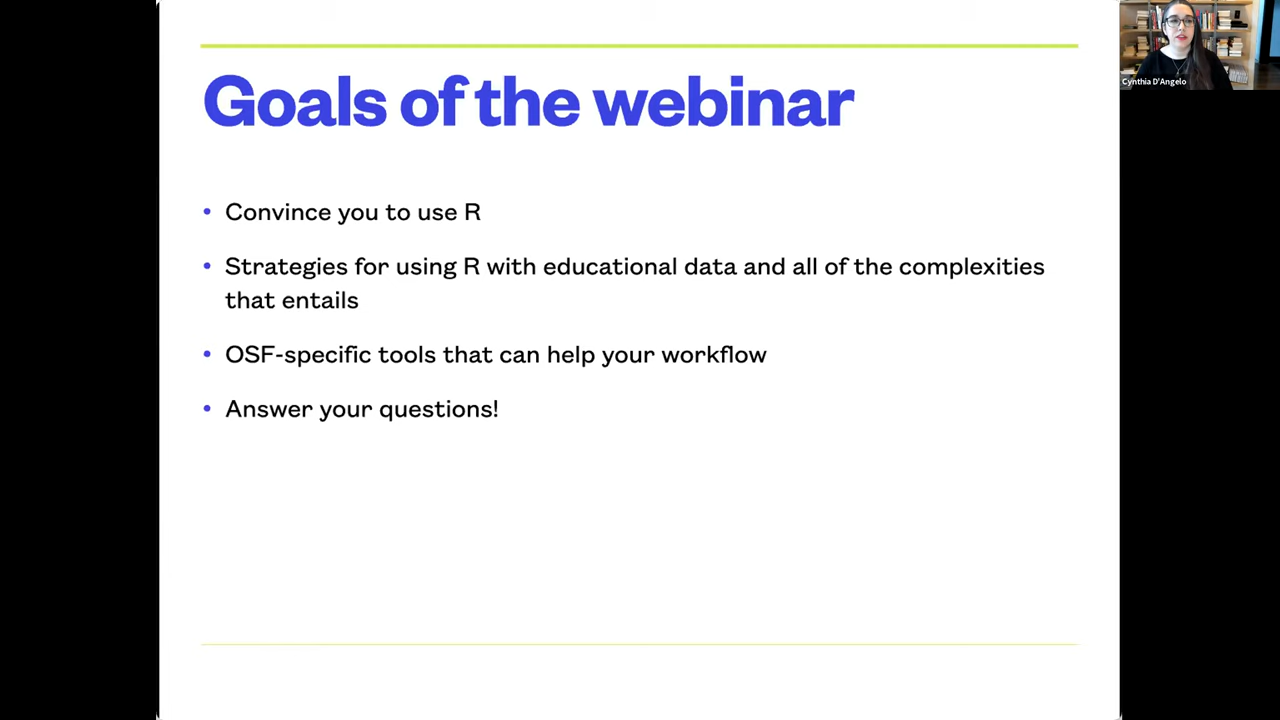 Goals of the webinar
• Convince you to use R
• Strategies for using R with educational data and all of the complexities
that entails
• OSF-specific tools that can help your workflow
• Answer your questions!
Cynthia D'Angelo